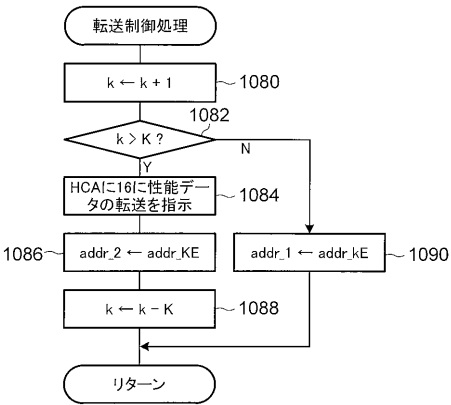 転送制御処理
k ← k + 1
1080
1082
k > K ?
N
Y
HCAに16に性能デー
タの転送を指示
1084
1086
addr_2 ← addr_KE
addr_1 ← addr_kE
1090
k ← k - K
1088
リターン